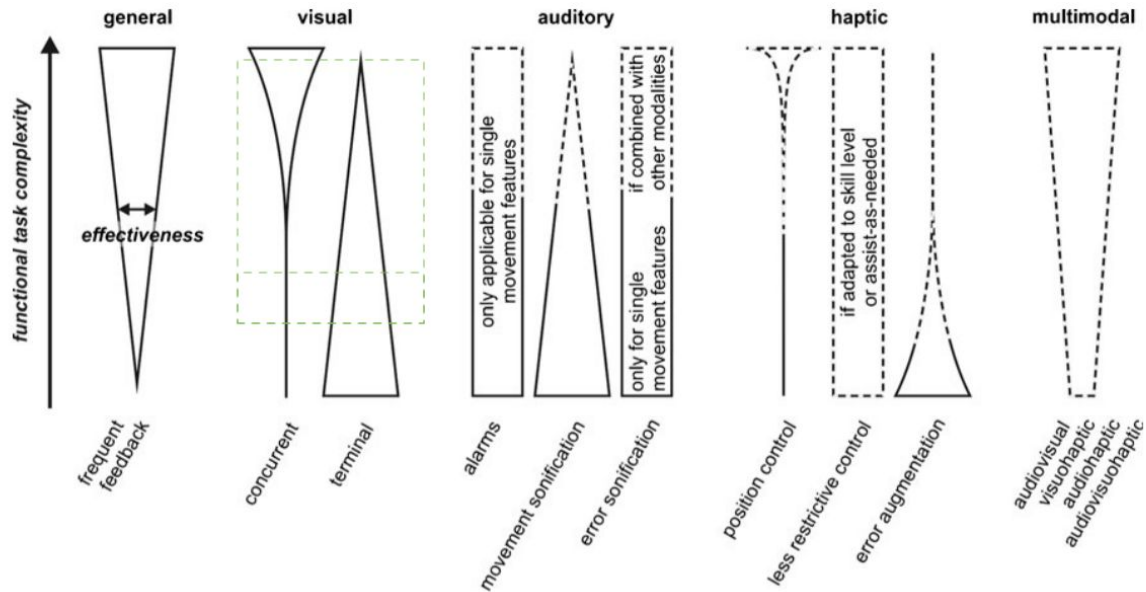 general
visual
auditory
haptic
multimodal
functional task complexity
effectiveness
only applicable for single
movement features
if combined with
other modalities
only for single
movement features
if adapted to skill level
or assist-as-needed
frequent
feedback
concurrent
terminal
alarms
movement sonification
error sonification
position control
less restrictive control
error augmentation
audiovisual
visuohaptic
audiohaptic
audiovisuohaptic